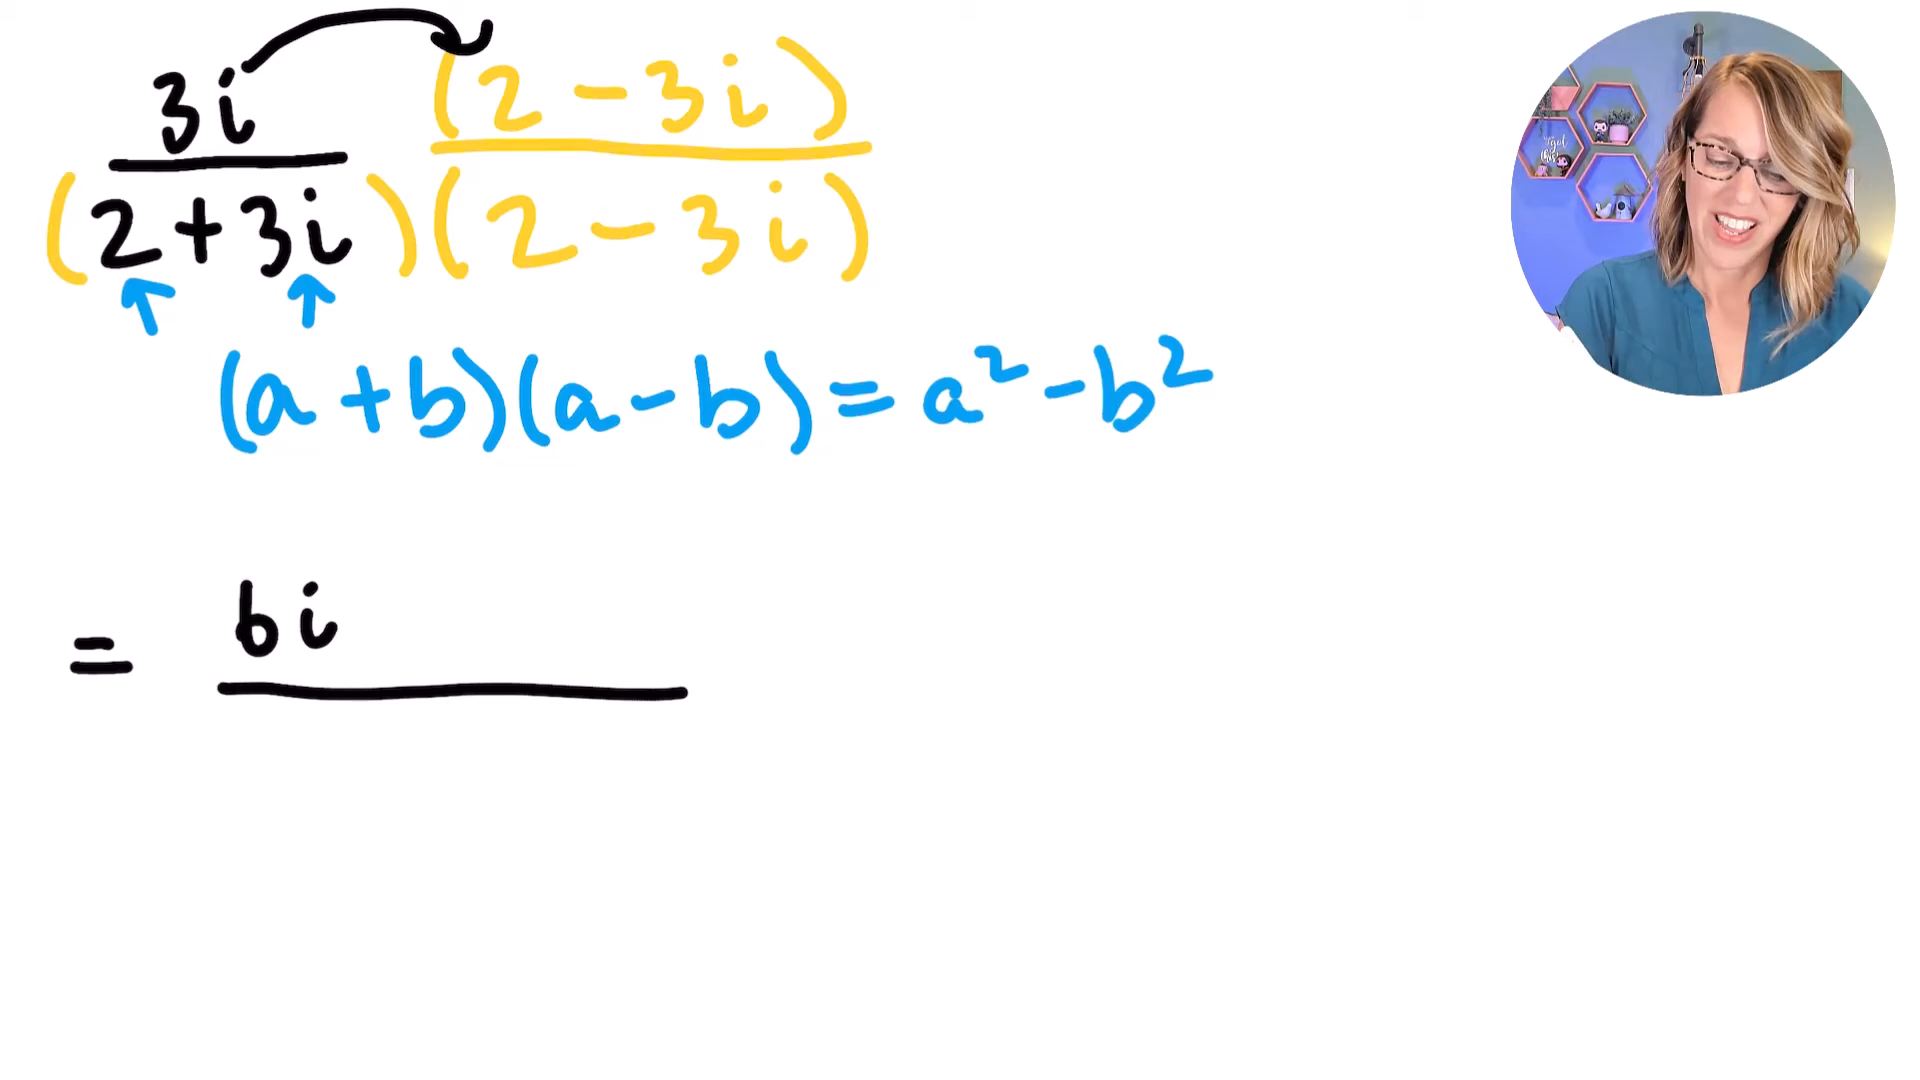 3i (2 - 3i)
(2 + 3i)(2 - 3i)
(a + b)(a - b) = a² - b²
= 6i